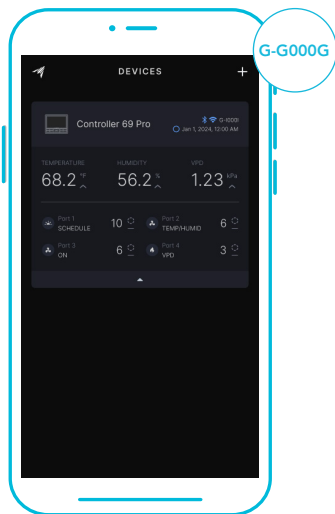 G-G000G
DEVICES
+
Controller 69 Pro
Jan 1, 2024, 12:00 AM
TEMPERATURE HUMIDITY VPD
68.2 °F 56.2 % 1.23 kPa
Port 1 Port 2
SCHEDULE 10 TEMP/HUMID 6
Port 3 Port 4
ON 6 VPD 3